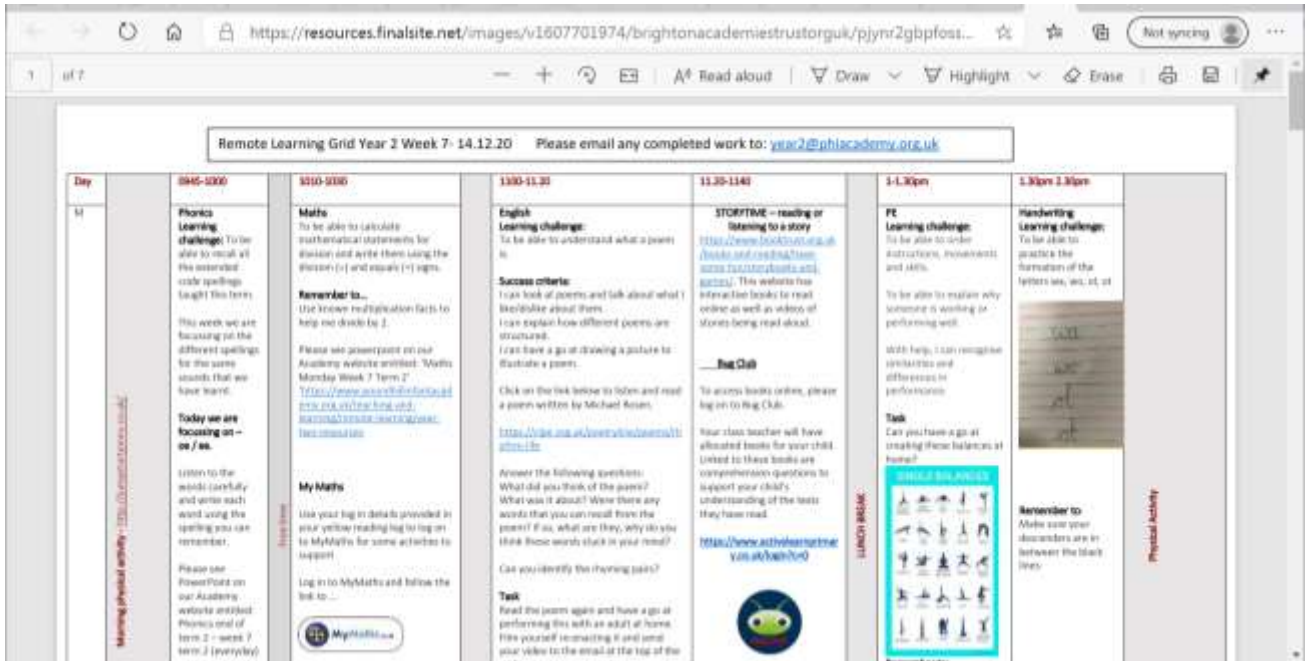 https://resources.finalsite.net/images/v1607701974/brightonacademiestrustorguk/pjynr2gbpfoss...
Not syncing
1 of 7
Read aloud
Draw
Highlight
Erase
Remote Learning Grid Year 2 Week 7- 14.12.20 Please email any completed work to: year2@phlacademy.org.uk
Day
0945-1000
1010-1030
1100-11.20
11.20-1140
1-1.30pm
1.30pm 2.30pm
M
Morning physical activity -
Phonics
Learning
challenge: To be
able to recall all
the extended
code spellings
taught this term.
This week we are
focussing on the
different spellings
for the same
sounds that we
have learnt.
Today we are
focussing on –
Listen to the
words carefully
and write each
word using the
spelling you can
remember.
Please see
PowerPoint on
our Academy
website entitled
Phonics end of
term 2 – week 7
term 2 (everyday)
Maths
To be able to calculate
mathematical statements for
division and write them using the
division (÷) and equals (=) signs.
Remember to...
Use known multiplication facts to
help me divide by 2.
Please see powerpoint on our
Academy website entitled: "Maths
Monday Week 7 Term 2"
My Maths
Use your log in details provided in
your yellow reading log to log on
to MyMaths for some activities to
support
Log in to MyMaths and follow the
link to ...
MyMaths
English
Learning challenge:
To be able to understand what a poem
is
Success criteria:
I can look at poems and talk about what I
like/dislike about them.
I can explain how different poems are
structured.
I can have a go at drawing a picture to
illustrate a poem.
Click on the link below to listen and read
a poem written by Michael Rosen.
Answer the following questions:
What did you think of the poem?
What was it about? Were there any
words that you can recall from the
poem? If so, what are they, why do you
think these words stuck in your mind?
Can you identify the rhyming pairs?
Task
Read the poem again and have a go at
performing this with an adult at home.
Film yourself re-enacting it and send
your video to the email at the top of the
STORYTIME – reading or
listening to a story
https://www.booktrust.org.uk
/books-and-reading/have-
some-fun/storybooks-and-
games/. This website has
interactive books to read
online as well as videos of
stories being read aloud.
Bug Club
To access books online, please
log on to Bug Club.
Your class teacher will have
allocated books for your child.
Linked to these books are
comprehension questions to
support your child's
understanding of the texts
they have read.
https://www.activelearnprimar
y.co.uk/login?c=0
LUNCH BREAK
PE
Learning challenge:
To be able to order
instructions, movements
and skills.
To be able to explain why
someone is working or
performing well.
With help, I can recognise
similarities and
differences in
performance.
Task
Can you have a go at
creating these balances at
home?
SINGLE BALANCES
Handwriting
Learning challenge:
To be able to
practice the
formation of the
letters
Remember to
Make sure your
descenders are in
between the black
lines
Physical Activity